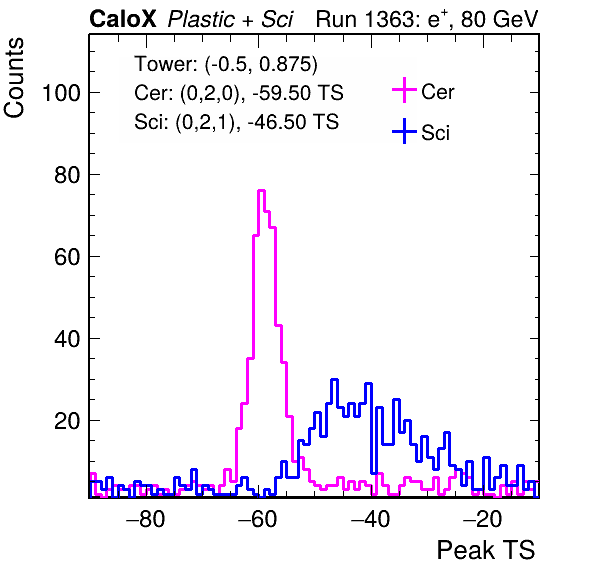 CaloX Plastic + Sci Run 1363: e+, 80 GeV
Tower: (-0.5, 0.875)
Cer: (0,2,0), -59.50 TS
Sci: (0,2,1), -46.50 TS
Cer
Sci
Counts
100
80
60
40
20
−80 −60 −40 −20
Peak TS